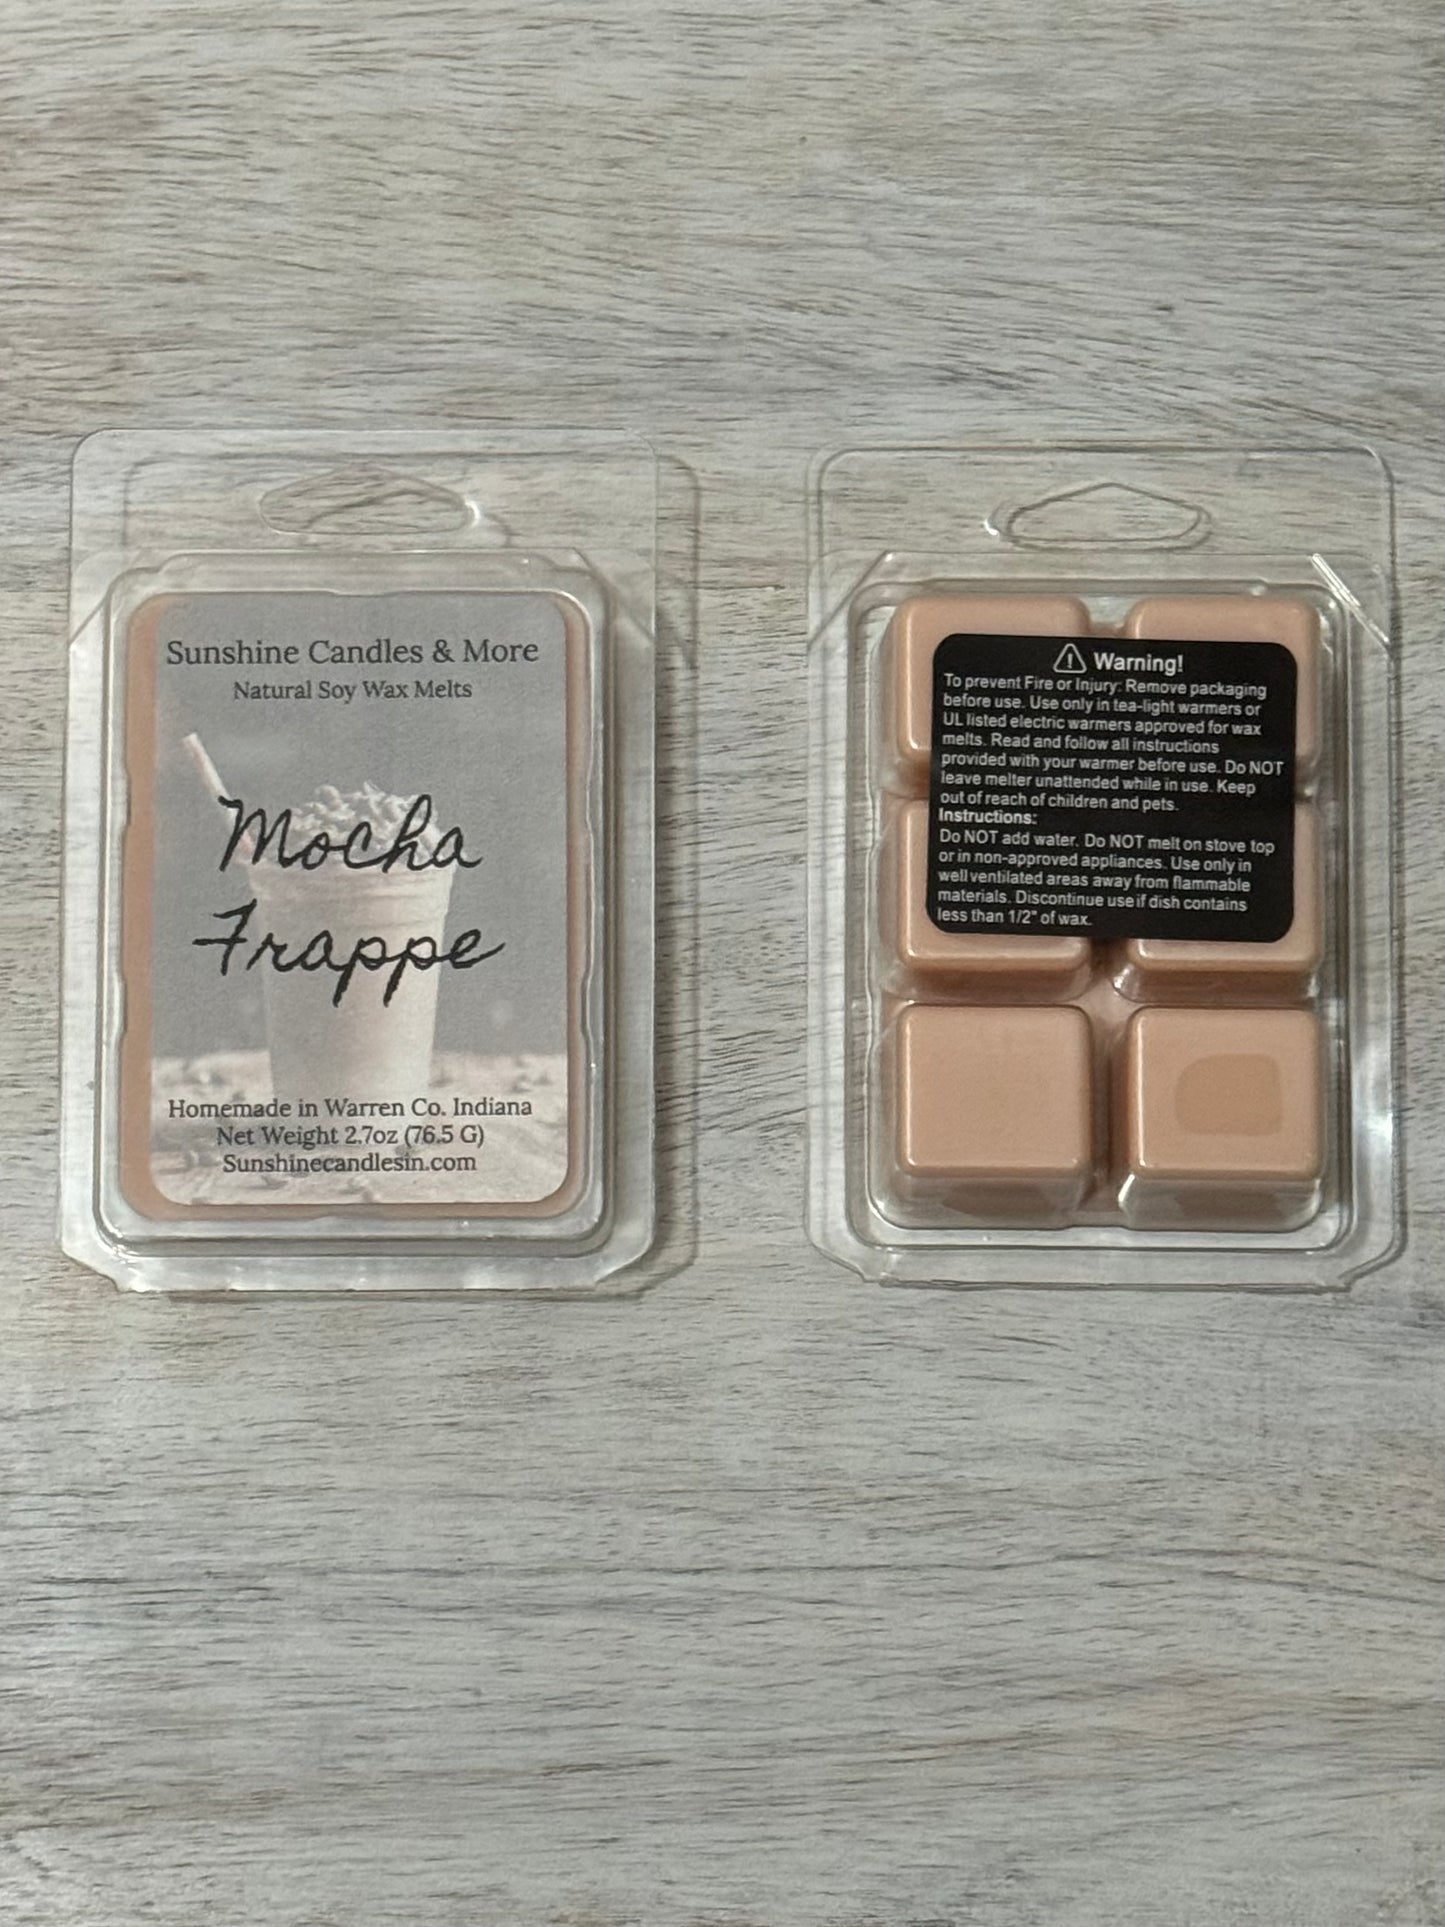 Sunshine Candles & More
Natural Soy Wax Melts
Mocha
Frappe
Homemade in Warren Co. Indiana
Net Weight 2.7oz (76.5 G)
Sunshinecandlesin.com
Warning!
To prevent Fire or Injury: Remove packaging
before use. Use only in tea-light warmers or
UL listed electric warmers approved for wax
melts. Read and follow all instructions
provided with your warmer before use. Do NOT
leave melter unattended while in use. Keep
out of reach of children and pets.
Instructions:
Do NOT add water. Do NOT melt on stove top
or in non-approved appliances. Use only in
well ventilated areas away from flammable
materials. Discontinue use if dish contains
less than 1/2" of wax.